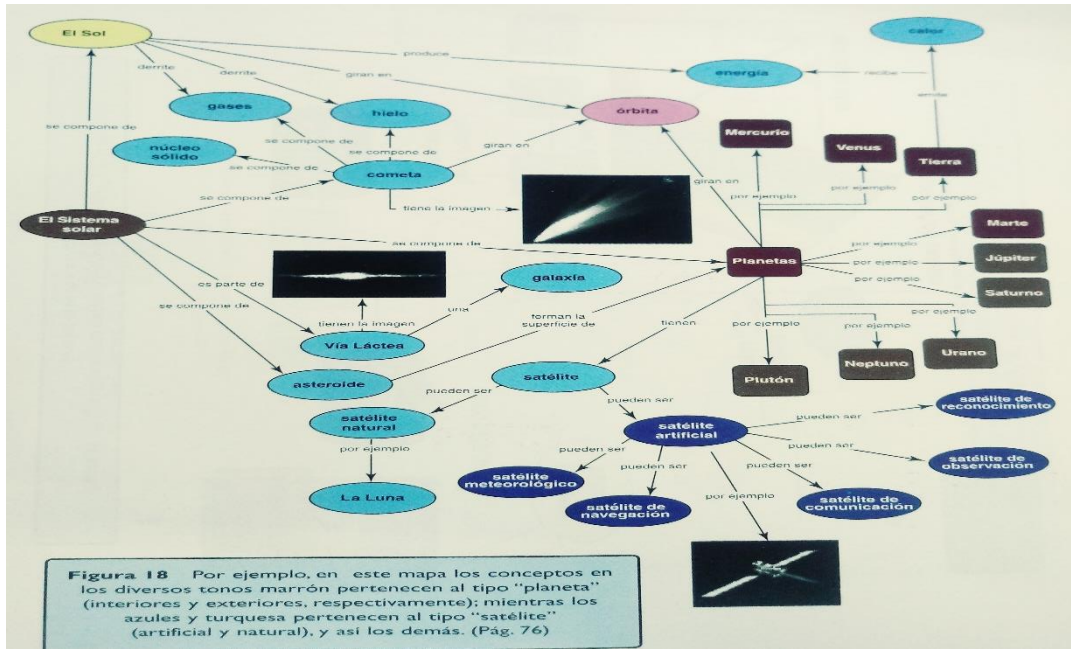 El Sol
calor
produce
energía
recibe
derrite
derrite
giran en
emite
gases
hielo
órbita
Mercurio
Venus
Tierra
se compone de
núcleo
sólido
se compone de
se compone de
se compone de
giran en
cometa
giran en
por ejemplo
por ejemplo
por ejemplo
se compone de
tiene la imagen
El Sistema
solar
se compone de
Marte
por ejemplo
Planetas
por ejemplo
Júpiter
por ejemplo
Saturno
galaxía
es parte de
se compone de
una
forman la
superficie de
tienen la imagen
tienen
por ejemplo
por ejemplo
por ejemplo
Vía Láctea
Neptuno
Urano
asteroide
satélite
Plutón
pueden ser
pueden ser
satélite
natural
satélite
artificial
pueden ser
satélite de
reconocimiento
por ejemplo
pueden ser
pueden ser
pueden ser
pueden ser
satélite de
observación
La Luna
satélite
meteorológico
satélite de
navegación
por ejemplo
satélite de
comunicación
Figura 18 Por ejemplo, en este mapa los conceptos en
los diversos tonos marrón pertenecen al tipo “planeta”
(interiores y exteriores, respectivamente); mientras los
azules y turquesa pertenecen al tipo “satélite”
(artificial y natural), y así los demás. (Pág. 76)